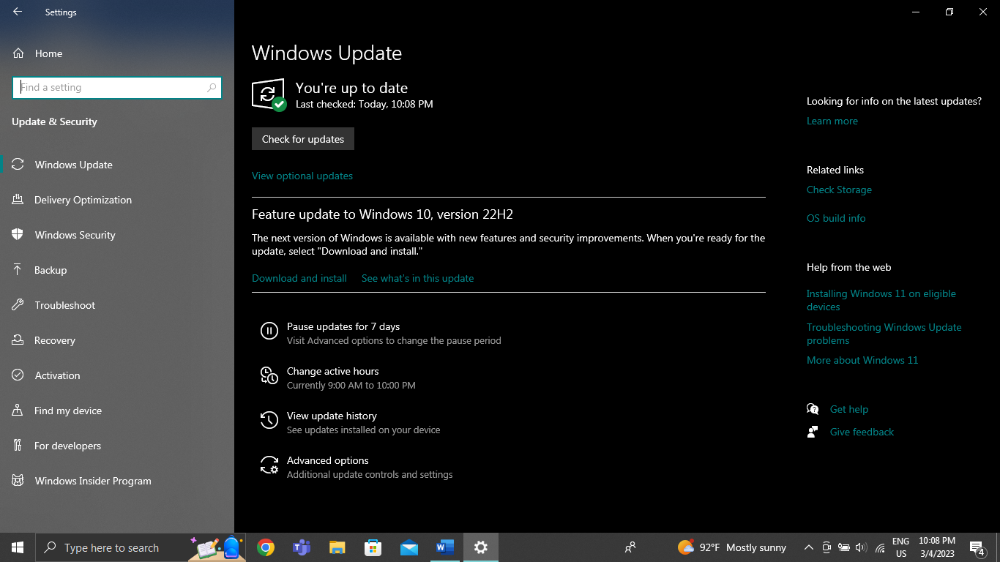 Settings
Home
Find a setting
Update & Security
Windows Update
Delivery Optimization
Windows Security
Backup
Troubleshoot
Recovery
Activation
Find my device
For developers
Windows Insider Program
Windows Update
You're up to date
Last checked: Today, 10:08 PM
Check for updates
View optional updates
Feature update to Windows 10, version 22H2
The next version of Windows is available with new features and security improvements. When you're ready for the
update, select "Download and install."
Download and install See what's in this update
Pause updates for 7 days
Visit Advanced options to change the pause period
Change active hours
Currently 9:00 AM to 10:00 PM
View update history
See updates installed on your device
Advanced options
Additional update controls and settings
Looking for info on the latest updates?
Learn more
Related links
Check Storage
OS build info
Help from the web
Installing Windows 11 on eligible
devices
Troubleshooting Windows Update
problems
More about Windows 11
Get help
Give feedback
Type here to search
92°F Mostly sunny
ENG
US
10:08 PM
3/4/2023
4